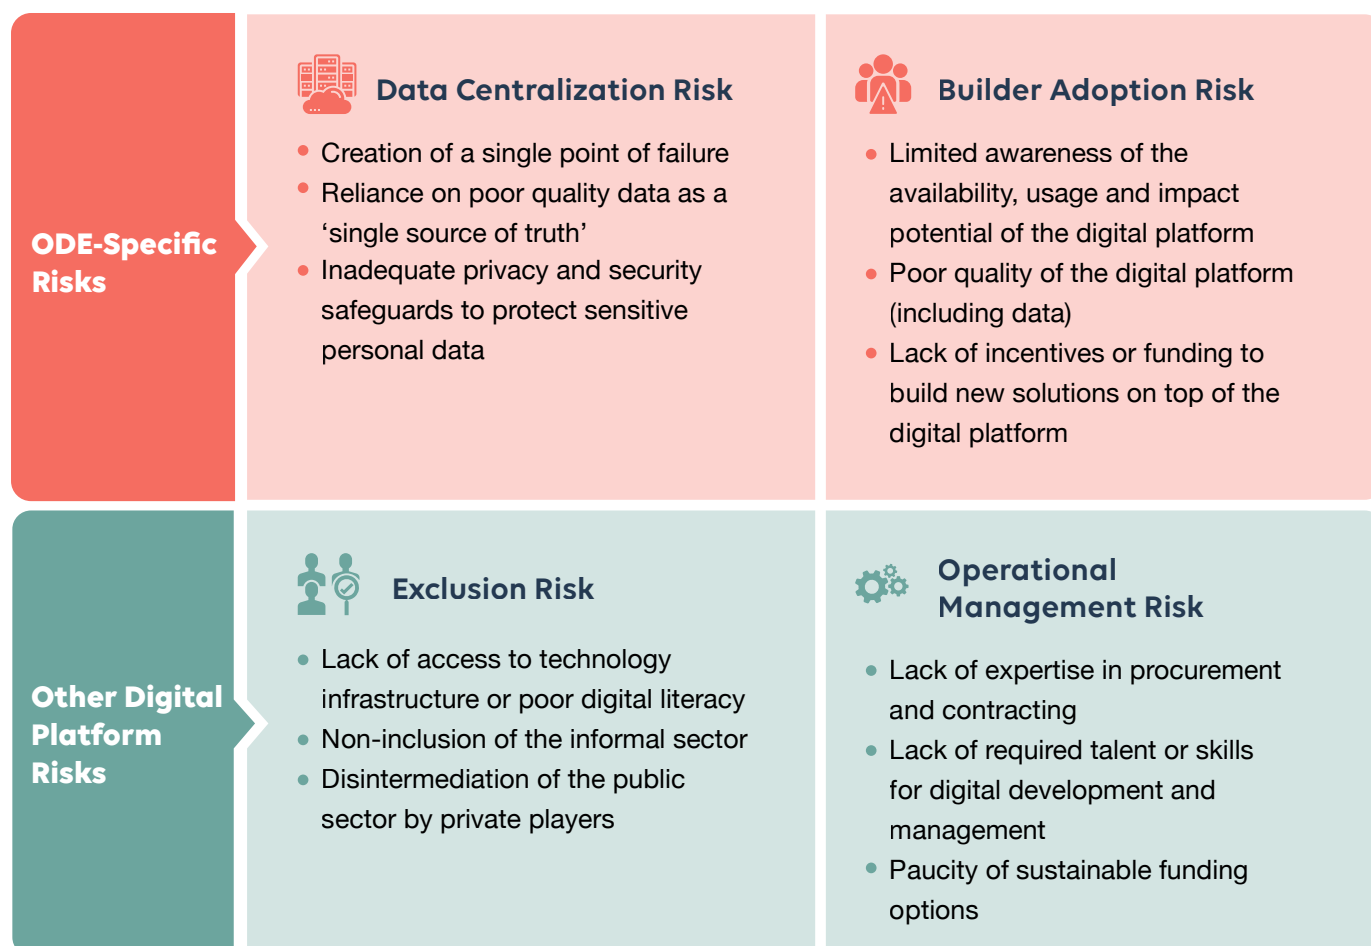 ODE-Specific
Risks
Data Centralization Risk
• Creation of a single point of failure
• Reliance on poor quality data as a
‘single source of truth’
• Inadequate privacy and security
safeguards to protect sensitive
personal data
Builder Adoption Risk
• Limited awareness of the
availability, usage and impact
potential of the digital platform
• Poor quality of the digital platform
(including data)
• Lack of incentives or funding to
build new solutions on top of the
digital platform
Other Digital
Platform
Risks
Exclusion Risk
• Lack of access to technology
infrastructure or poor digital literacy
• Non-inclusion of the informal sector
• Disintermediation of the public
sector by private players
Operational
Management Risk
• Lack of expertise in procurement
and contracting
• Lack of required talent or skills
for digital development and
management
• Paucity of sustainable funding
options